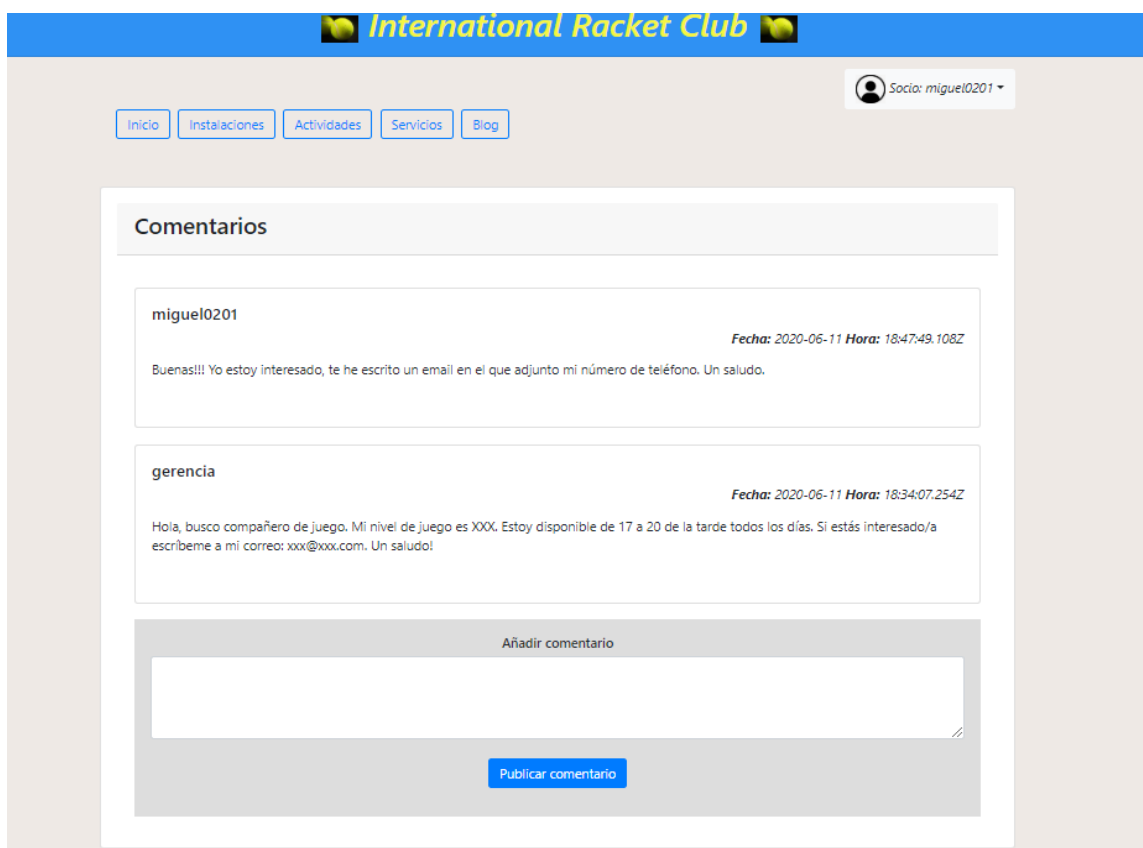 International Racket Club
Socio: miguel0201
Inicio Instalaciones Actividades Servicios Blog
Comentarios
miguel0201
Fecha: 2020-06-11 Hora: 18:47:49.108Z
Buenas!!! Yo estoy interesado, te he escrito un email en el que adjunto mi número de teléfono. Un saludo.
gerencia
Fecha: 2020-06-11 Hora: 18:34:07.254Z
Hola, busco compañero de juego. Mi nivel de juego es XXX. Estoy disponible de 17 a 20 de la tarde todos los días. Si estás interesado/a
escríbeme a mi correo: xxx@xxx.com. Un saludo!
Añadir comentario
Publicar comentario